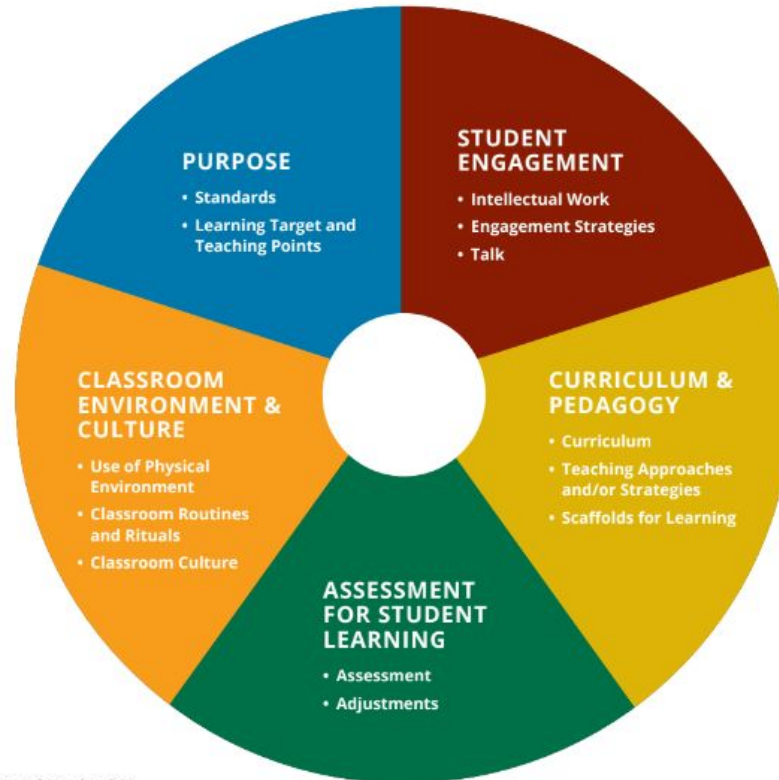 PURPOSE
• Standards
• Learning Target and
Teaching Points
STUDENT
ENGAGEMENT
• Intellectual Work
• Engagement Strategies
• Talk
CLASSROOM
ENVIRONMENT &
CULTURE
• Use of Physical
Environment
• Classroom Routines
and Rituals
• Classroom Culture
CURRICULUM &
PEDAGOGY
• Curriculum
• Teaching Approaches
and/or Strategies
• Scaffolds for Learning
ASSESSMENT
FOR STUDENT
LEARNING
• Assessment
• Adjustments